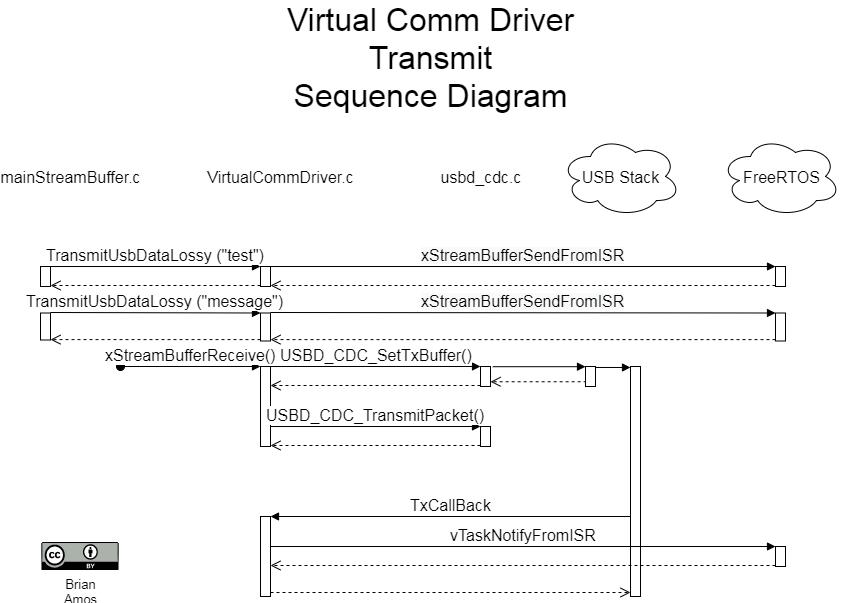 Virtual Comm Driver
Transmit
Sequence Diagram
mainStreamBuffer.c VirtualCommDriver.c usbd_cdc.c USB Stack FreeRTOS
TransmitUsbDataLossy ("test") xStreamBufferSendFromISR
TransmitUsbDataLossy ("message") xStreamBufferSendFromISR
xStreamBufferReceive() USBD_CDC_SetTxBuffer()
USBD_CDC_TransmitPacket()
TxCallBack
vTaskNotifyFromISR
cc
BY
Brian
Amos